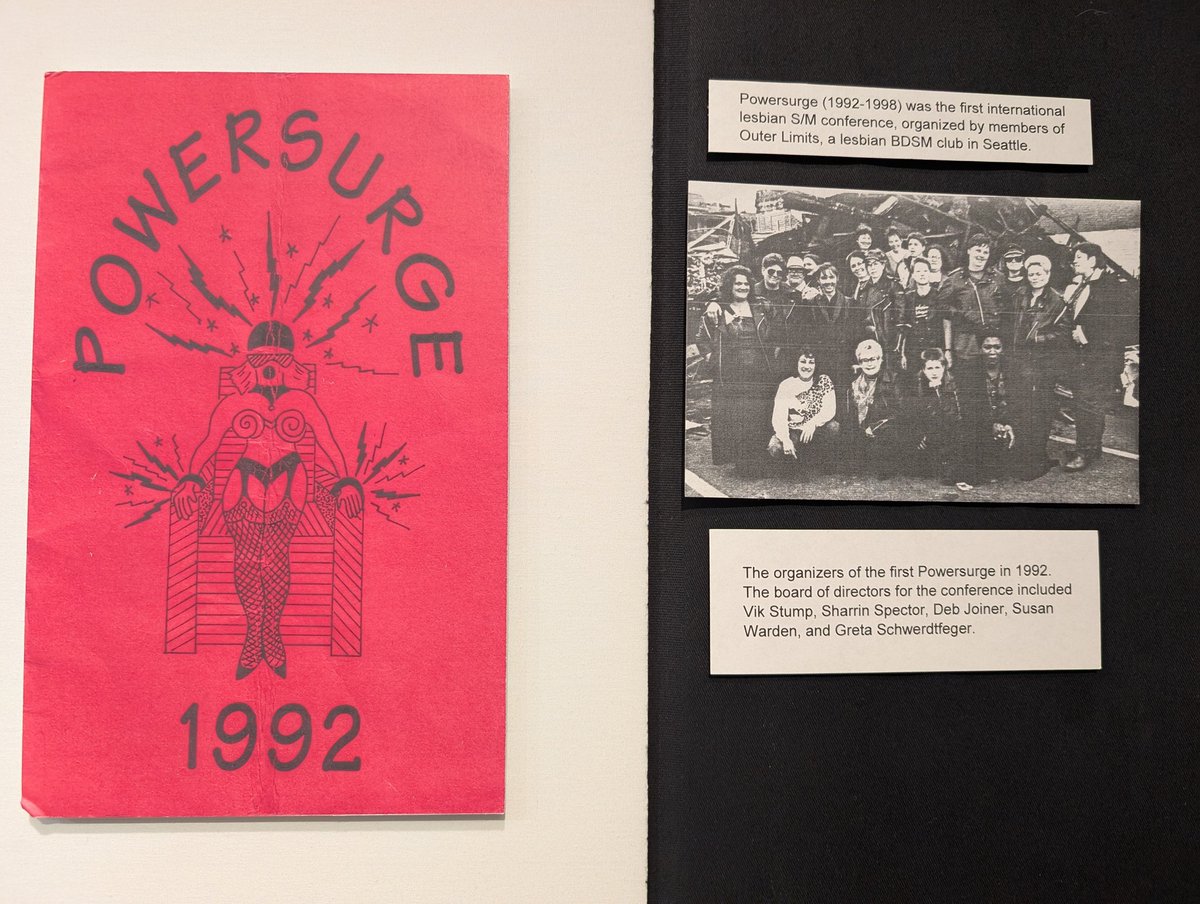 POWERSURGE
1992
Powersurge (1992-1998) was the first international
lesbian S/M conference, organized by members of
Outer Limits, a lesbian BDSM club in Seattle.
The organizers of the first Powersurge in 1992.
The board of directors for the conference included
Vik Stump, Sharrin Spector, Deb Joiner, Susan
Warden, and Greta Schwerdtfeger.